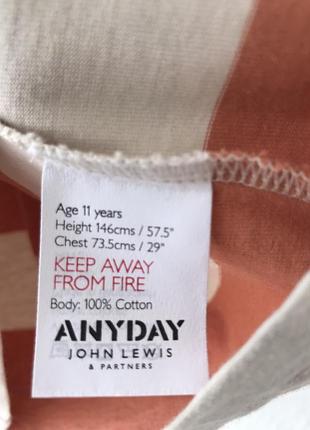 Age 11 years
Height 146cms / 57.5"
Chest 73.5cms / 29"
KEEP AWAY
FROM FIRE
Body: 100% Cotton
ANYDAY
JOHN LEWIS
& PARTNERS